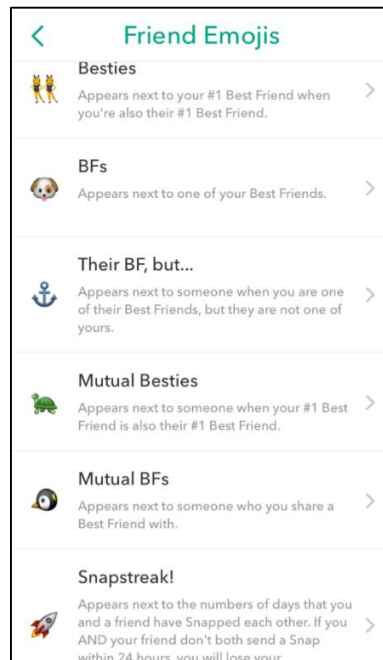 Friend Emojis
Besties
Appears next to your #1 Best Friend when
you're also their #1 Best Friend.
BFs
Appears next to one of your Best Friends.
Their BF, but...
Appears next to someone when you are one
of their Best Friends, but they are not one of
yours.
Mutual Besties
Appears next to someone when your #1 Best
Friend is also their #1 Best Friend.
Mutual BFs
Appears next to someone who you share a
Best Friend with.
Snapstreak!
Appears next to the numbers of days that you
and a friend have Snapped each other. If you
AND your friend don't both send a Snap
within 24 hours, you will lose your